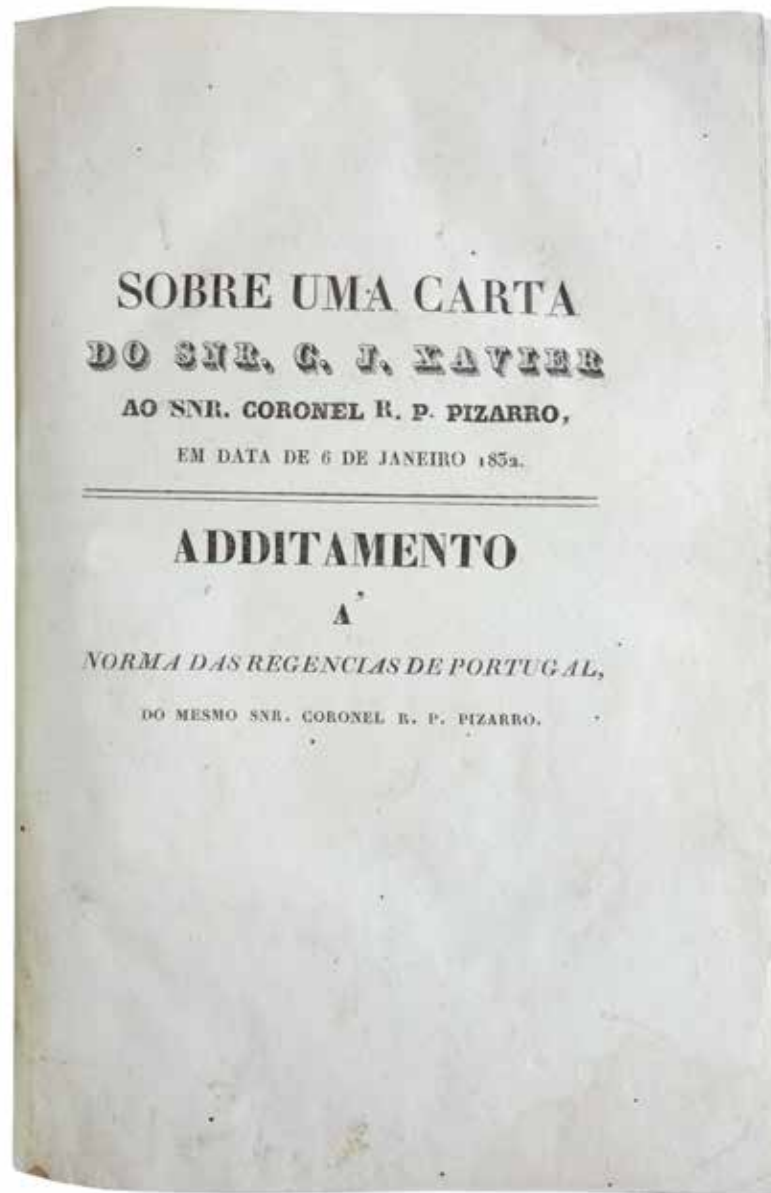 SOBRE UMA CARTA
DO SNR. C. J. XAVIER
AO SNR. CORONEL R. P. PIZARRO,
EM DATA DE 6 DE JANEIRO 1832.
ADDITAMENTO
A'
NORMA DAS REGENCIAS DE PORTUGAL,
DO MESMO SNR. CORONEL R. P. PIZARRO.